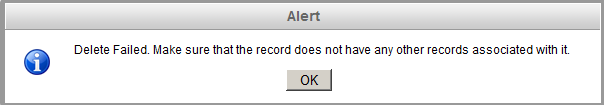 Alert
Delete Failed. Make sure that the record does not have any other records associated with it.
OK